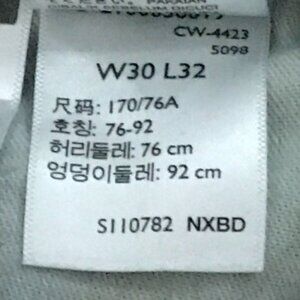 CW-4423
5098
W30 L32
尺码: 170/76A
호칭: 76-92
허리둘레: 76 cm
엉덩이둘레: 92 cm
S110782 NXBD